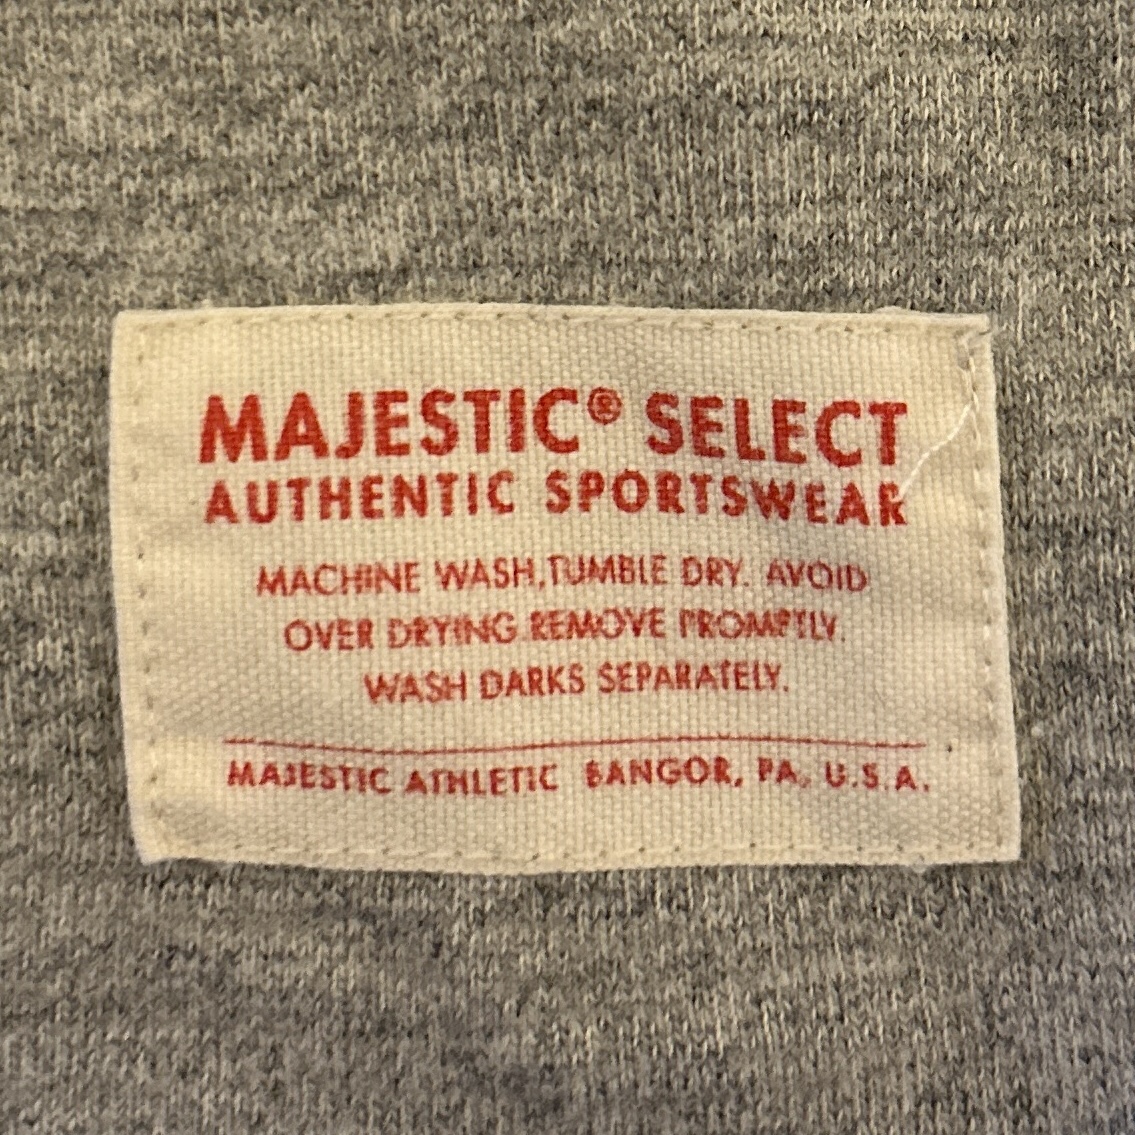 MAJESTIC® SELECT
AUTHENTIC SPORTSWEAR
MACHINE WASH, TUMBLE DRY. AVOID
OVER DRYING. REMOVE PROMPTLY.
WASH DARKS SEPARATELY.
MAJESTIC ATHLETIC BANGOR, PA, U.S.A.